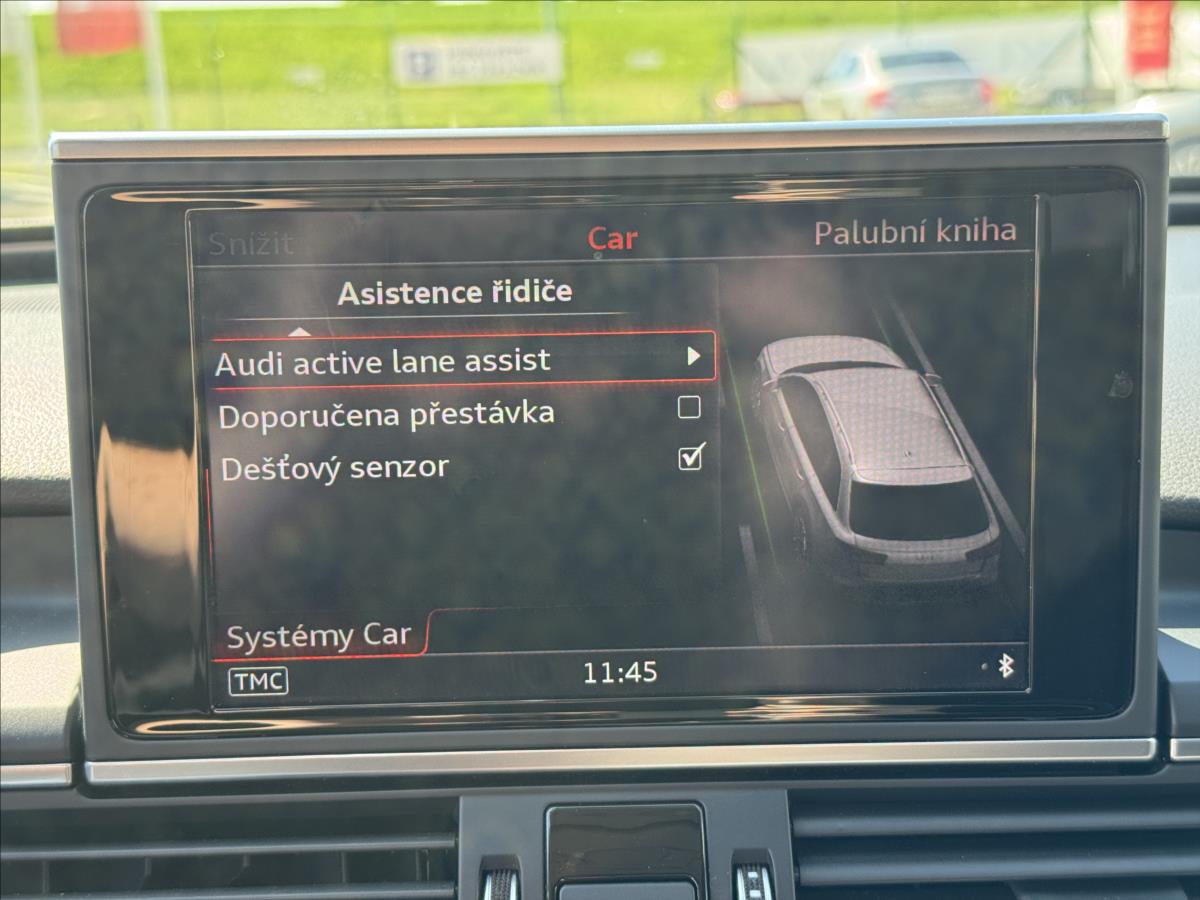 Snížit
Car
Palubní kniha
Asistence řidiče
Audi active lane assist
Doporučena přestávka
Dešťový senzor
Systémy Car
TMC
11:45